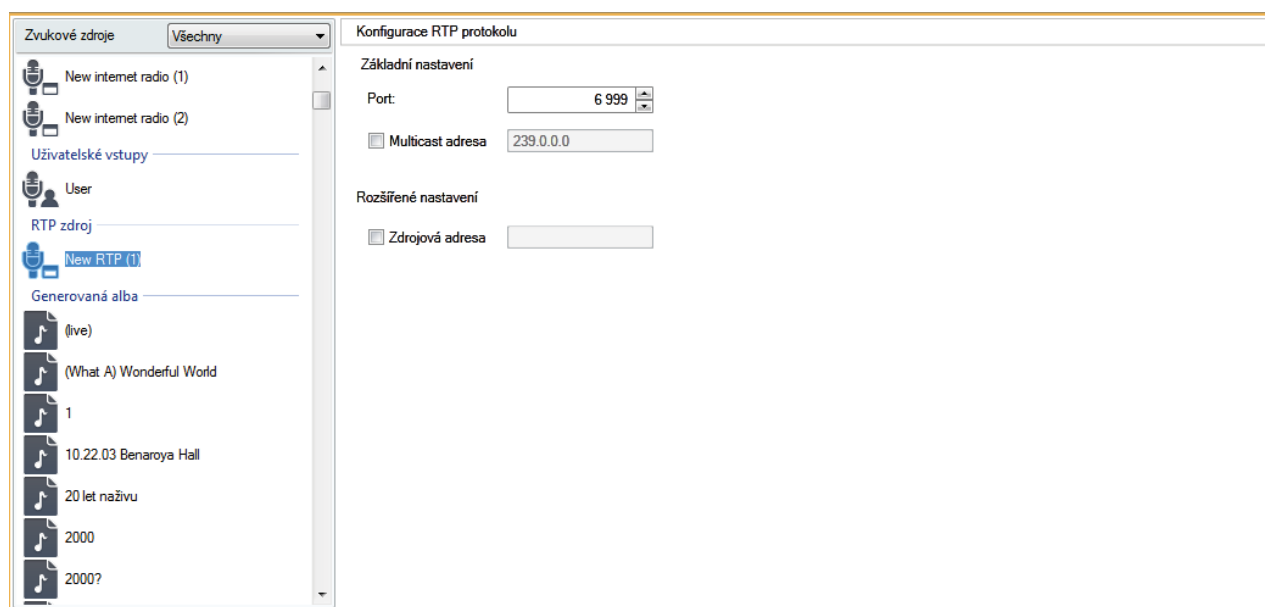 Zvukové zdroje
Všechny
New internet radio (1)
New internet radio (2)
Uživatelské vstupy
User
RTP zdroj
New RTP (1)
Generovaná alba
(live)
(What A) Wonderful World
1
10.22.03 Benaroya Hall
20 let naživu
2000
2000?
Konfigurace RTP protokolu
Základní nastavení
Port: 6 999
Multicast adresa 239.0.0.0
Rozšířené nastavení
Zdrojová adresa